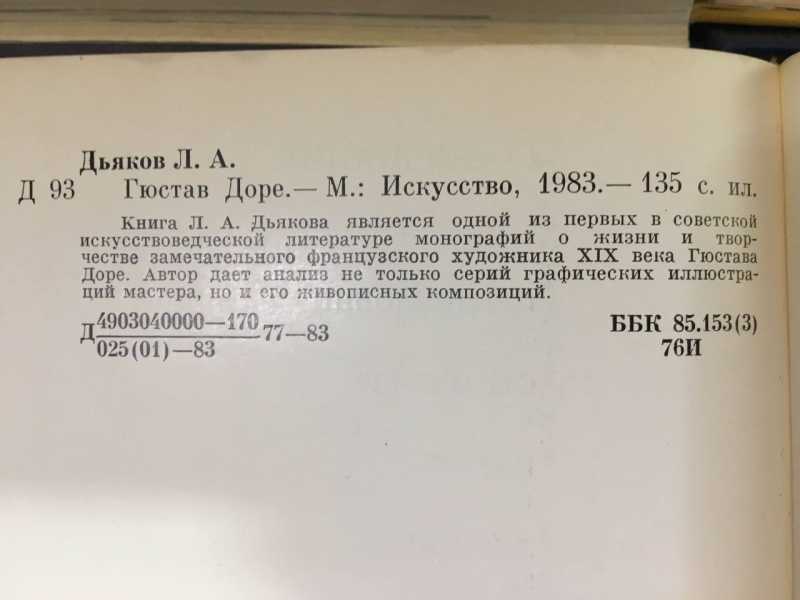 Дьяков Л. А.
Д 93 Гюстав Доре.— М.: Искусство, 1983.— 135 с. ил.
Книга Л. А. Дьякова является одной из первых в советской
искусствоведческой литературе монографий о жизни и твор-
честве замечательного французского художника XIX века Гюстава
Доре. Автор дает анализ не только серий графических иллюстра-
ций мастера, но и его живописных композиций.
Д 4903040000—170 77—83
025(01)—83
ББК 85.153(3)
76И